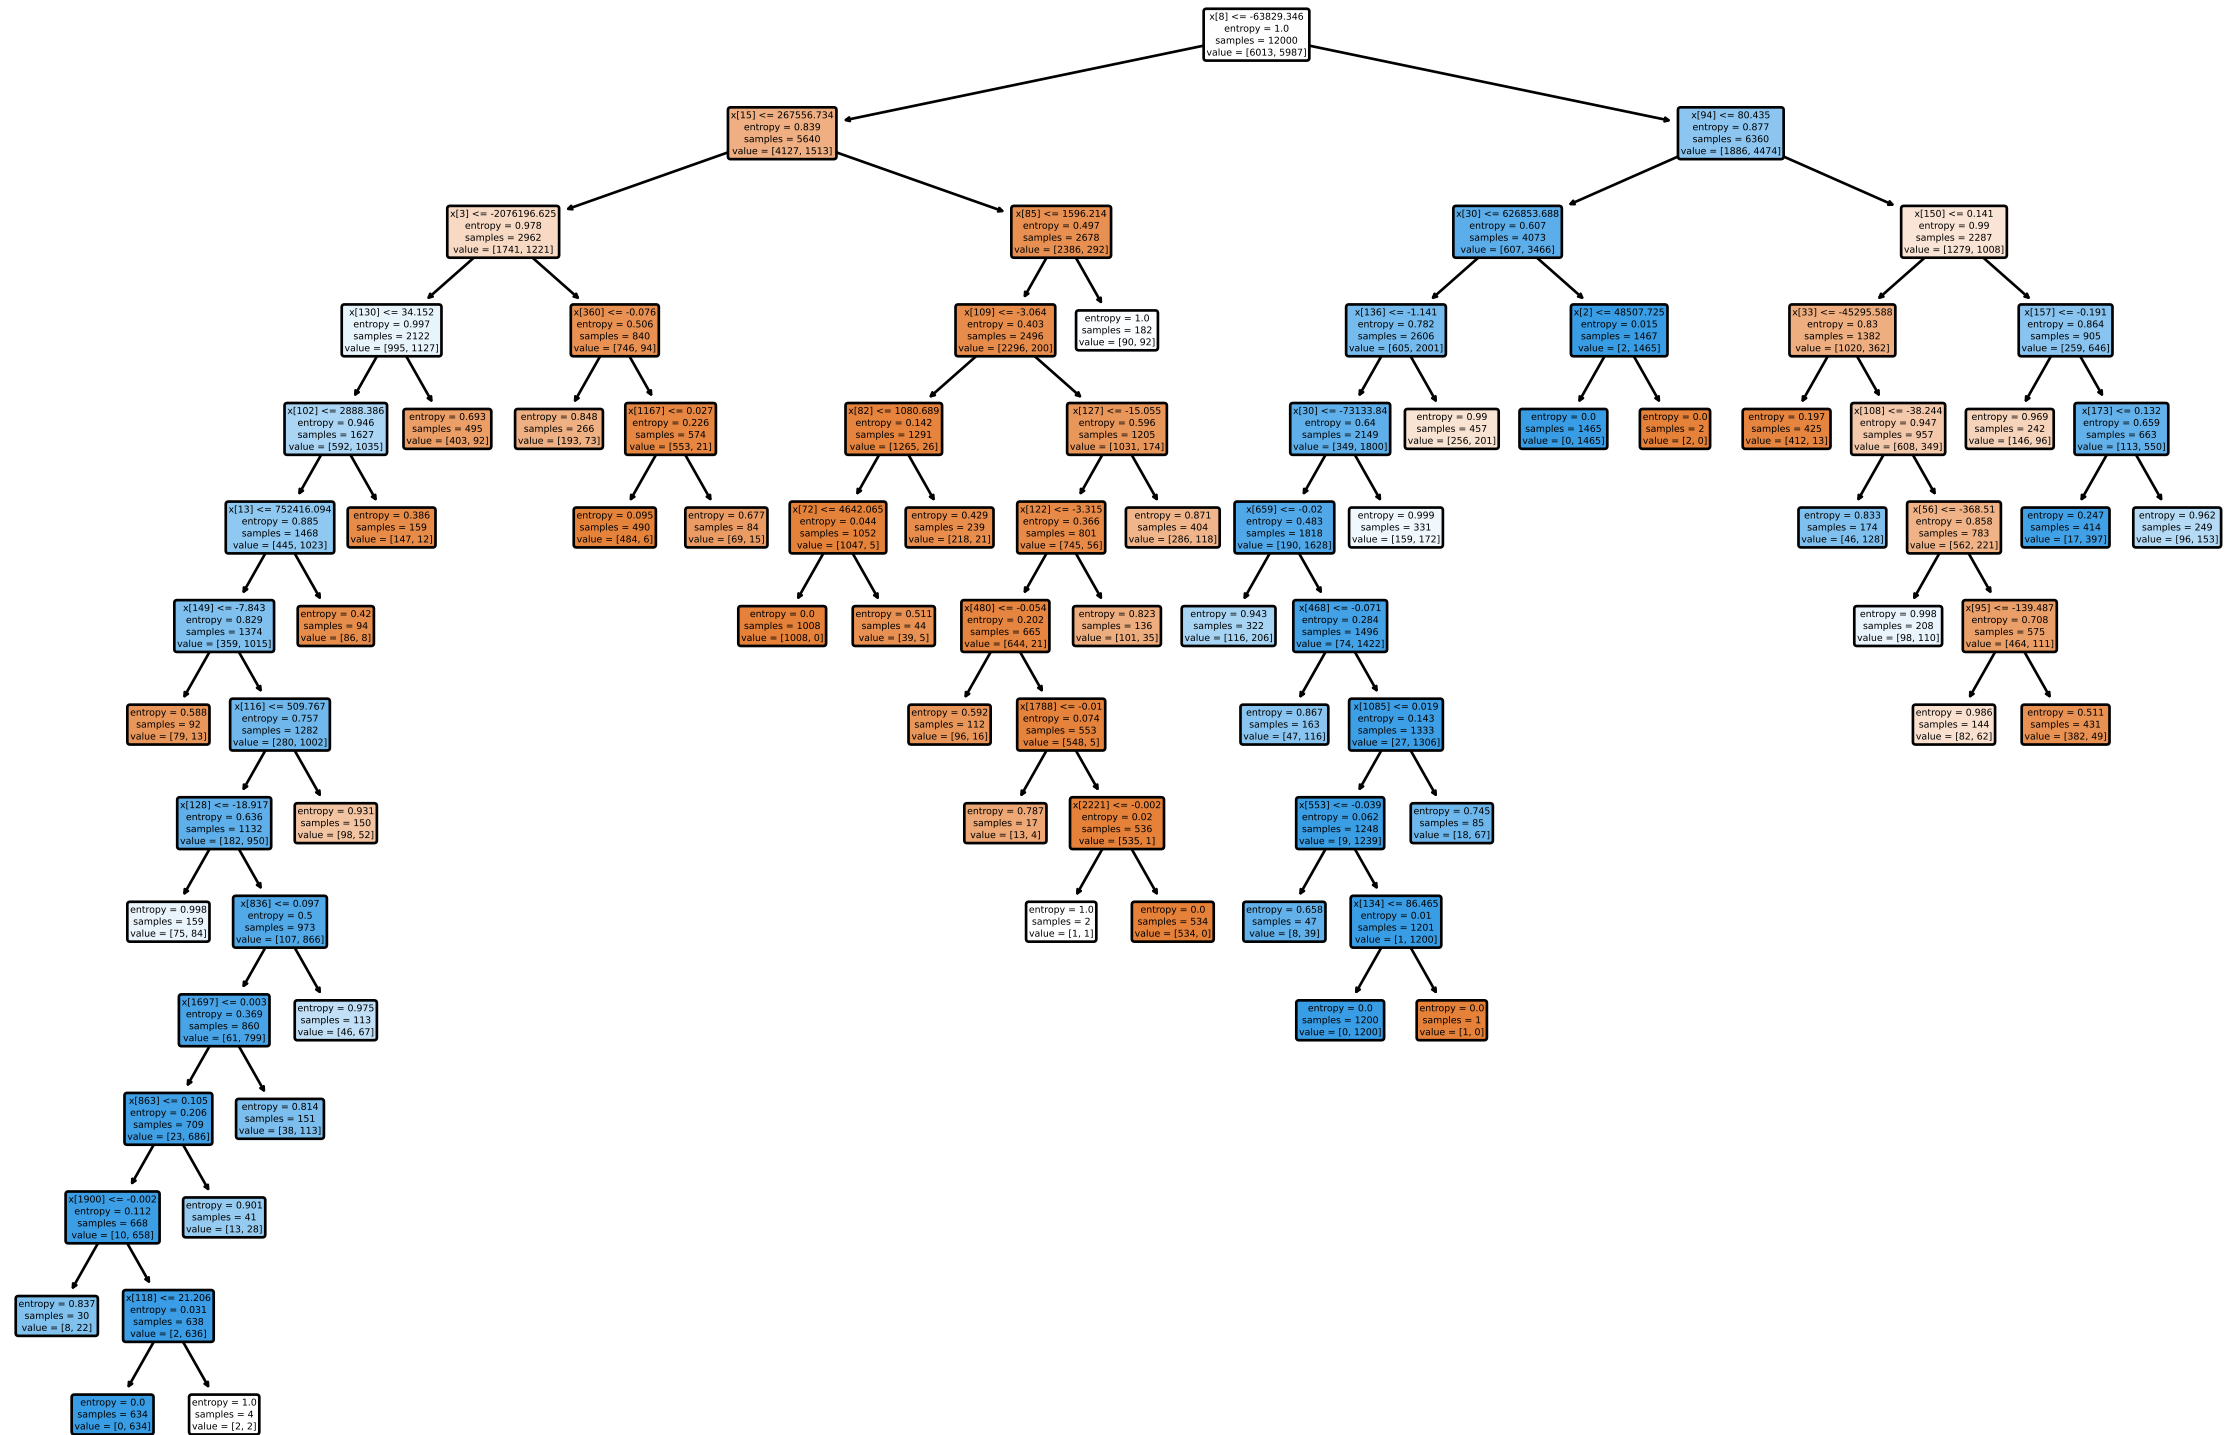 x[8] <= -63829.346
entropy = 1.0
samples = 12000
value = [6013, 5987]
x[15] <= 267556.734
entropy = 0.839
samples = 5640
value = [4127, 1513]
x[94] <= 80.435
entropy = 0.877
samples = 6360
value = [1886, 4474]
x[3] <= -2076196.625
entropy = 0.978
samples = 2962
value = [1741, 1221]
x[85] <= 1596.214
entropy = 0.497
samples = 2678
value = [2386, 292]
x[30] <= 626853.688
entropy = 0.607
samples = 4073
value = [607, 3466]
x[150] <= 0.141
entropy = 0.99
samples = 2287
value = [1279, 1008]
x[130] <= 34.152
entropy = 0.997
samples = 2122
value = [995, 1127]
x[360] <= -0.076
entropy = 0.506
samples = 840
value = [746, 94]
x[109] <= -3.064
entropy = 0.403
samples = 2496
value = [2296, 200]
entropy = 1.0
samples = 182
value = [90, 92]
x[136] <= -1.141
entropy = 0.782
samples = 2606
value = [605, 2001]
x[2] <= 48507.725
entropy = 0.015
samples = 1467
value = [2, 1465]
x[33] <= -45295.588
entropy = 0.83
samples = 1382
value = [1020, 362]
x[157] <= -0.191
entropy = 0.864
samples = 905
value = [259, 646]
x[102] <= 2888.386
entropy = 0.946
samples = 1627
value = [592, 1035]
entropy = 0.693
samples = 495
value = [403, 92]
entropy = 0.848
samples = 266
value = [193, 73]
x[1167] <= 0.027
entropy = 0.226
samples = 574
value = [553, 21]
x[82] <= 1080.689
entropy = 0.142
samples = 1291
value = [1265, 26]
x[127] <= -15.055
entropy = 0.596
samples = 1205
value = [1031, 174]
x[30] <= -73133.84
entropy = 0.64
samples = 2149
value = [349, 1800]
entropy = 0.99
samples = 457
value = [256, 201]
entropy = 0.0
samples = 1465
value = [0, 1465]
entropy = 0.0
samples = 2
value = [2, 0]
entropy = 0.197
samples = 425
value = [412, 13]
x[108] <= -38.244
entropy = 0.947
samples = 957
value = [608, 349]
entropy = 0.969
samples = 242
value = [146, 96]
x[173] <= 0.132
entropy = 0.659
samples = 663
value = [113, 550]
x[13] <= 752416.094
entropy = 0.885
samples = 1468
value = [445, 1023]
entropy = 0.386
samples = 159
value = [147, 12]
entropy = 0.095
samples = 490
value = [484, 6]
entropy = 0.677
samples = 84
value = [69, 15]
x[72] <= 4642.065
entropy = 0.044
samples = 1052
value = [1047, 5]
entropy = 0.429
samples = 239
value = [218, 21]
x[122] <= -3.315
entropy = 0.366
samples = 801
value = [745, 56]
entropy = 0.871
samples = 404
value = [286, 118]
x[659] <= -0.02
entropy = 0.483
samples = 1818
value = [190, 1628]
entropy = 0.999
samples = 331
value = [159, 172]
entropy = 0.833
samples = 174
value = [46, 128]
x[56] <= -368.51
entropy = 0.858
samples = 783
value = [562, 221]
entropy = 0.247
samples = 414
value = [17, 397]
entropy = 0.962
samples = 249
value = [96, 153]
x[149] <= -7.843
entropy = 0.829
samples = 1374
value = [359, 1015]
entropy = 0.42
samples = 94
value = [86, 8]
entropy = 0.0
samples = 1008
value = [1008, 0]
entropy = 0.511
samples = 44
value = [39, 5]
x[480] <= -0.054
entropy = 0.202
samples = 665
value = [644, 21]
entropy = 0.823
samples = 136
value = [101, 35]
entropy = 0.943
samples = 322
value = [116, 206]
x[468] <= -0.071
entropy = 0.284
samples = 1496
value = [74, 1422]
entropy = 0.998
samples = 208
value = [98, 110]
x[95] <= -139.487
entropy = 0.708
samples = 575
value = [464, 111]
entropy = 0.588
samples = 92
value = [79, 13]
x[116] <= 509.767
entropy = 0.757
samples = 1282
value = [280, 1002]
entropy = 0.592
samples = 112
value = [96, 16]
x[1788] <= -0.01
entropy = 0.074
samples = 553
value = [548, 5]
entropy = 0.867
samples = 163
value = [47, 116]
x[1085] <= 0.019
entropy = 0.143
samples = 1333
value = [27, 1306]
entropy = 0.986
samples = 144
value = [82, 62]
entropy = 0.511
samples = 431
value = [382, 49]
x[128] <= -18.917
entropy = 0.636
samples = 1132
value = [182, 950]
entropy = 0.931
samples = 150
value = [98, 52]
entropy = 0.787
samples = 17
value = [13, 4]
x[2221] <= -0.002
entropy = 0.02
samples = 536
value = [535, 1]
x[553] <= -0.039
entropy = 0.062
samples = 1248
value = [9, 1239]
entropy = 0.745
samples = 85
value = [18, 67]
entropy = 0.998
samples = 159
value = [75, 84]
x[836] <= 0.097
entropy = 0.5
samples = 973
value = [107, 866]
entropy = 1.0
samples = 2
value = [1, 1]
entropy = 0.0
samples = 534
value = [534, 0]
entropy = 0.658
samples = 47
value = [8, 39]
x[134] <= 86.465
entropy = 0.01
samples = 1201
value = [1, 1200]
x[1697] <= 0.003
entropy = 0.369
samples = 860
value = [61, 799]
entropy = 0.975
samples = 113
value = [46, 67]
entropy = 0.0
samples = 1200
value = [0, 1200]
entropy = 0.0
samples = 1
value = [1, 0]
x[863] <= 0.105
entropy = 0.206
samples = 709
value = [23, 686]
entropy = 0.814
samples = 151
value = [38, 113]
x[1900] <= -0.002
entropy = 0.112
samples = 668
value = [10, 658]
entropy = 0.901
samples = 41
value = [13, 28]
entropy = 0.837
samples = 30
value = [8, 22]
x[118] <= 21.206
entropy = 0.031
samples = 638
value = [2, 636]
entropy = 0.0
samples = 634
value = [0, 634]
entropy = 1.0
samples = 4
value = [2, 2]